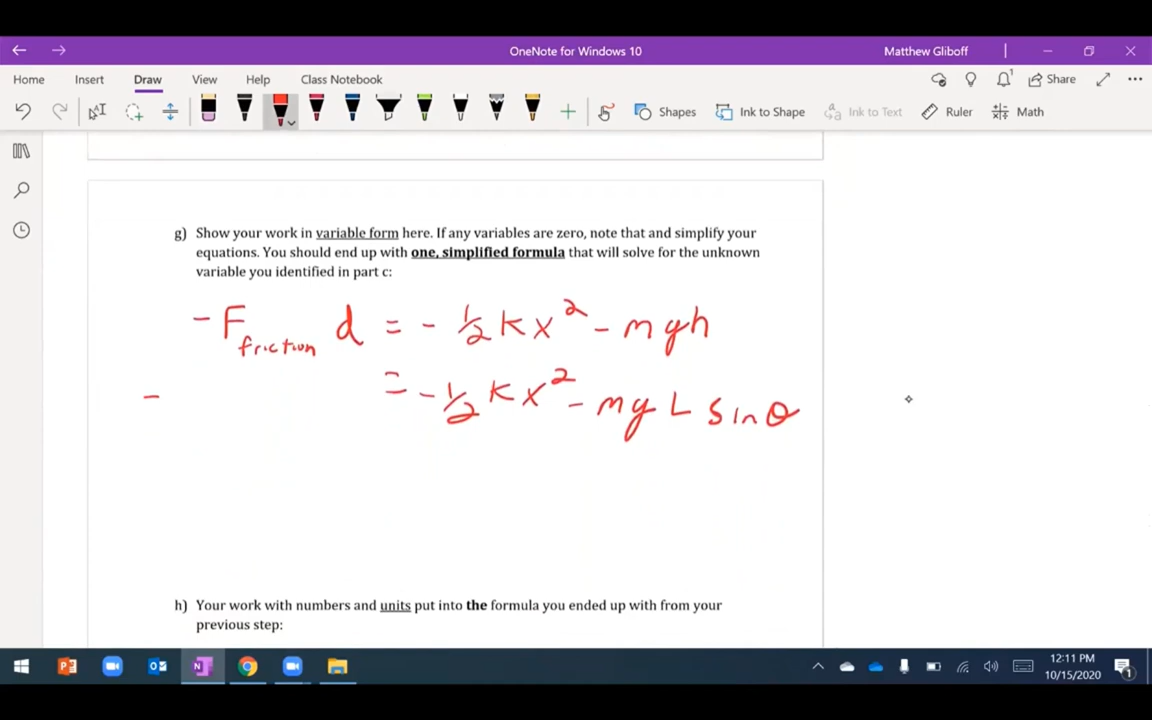 OneNote for Windows 10
Matthew Gliboff
Home Insert Draw View Help Class Notebook Share
Shapes Ink to Shape Ink to Text Ruler Math
g) Show your work in variable form here. If any variables are zero, note that and simplify your
equations. You should end up with one, simplified formula that will solve for the unknown
variable you identified in part c:
-F friction d = - 1/2 k x² - mgh
- = - 1/2 k x² - mg L sinθ
h) Your work with numbers and units put into the formula you ended up with from your
previous step:
12:11 PM
10/15/2020